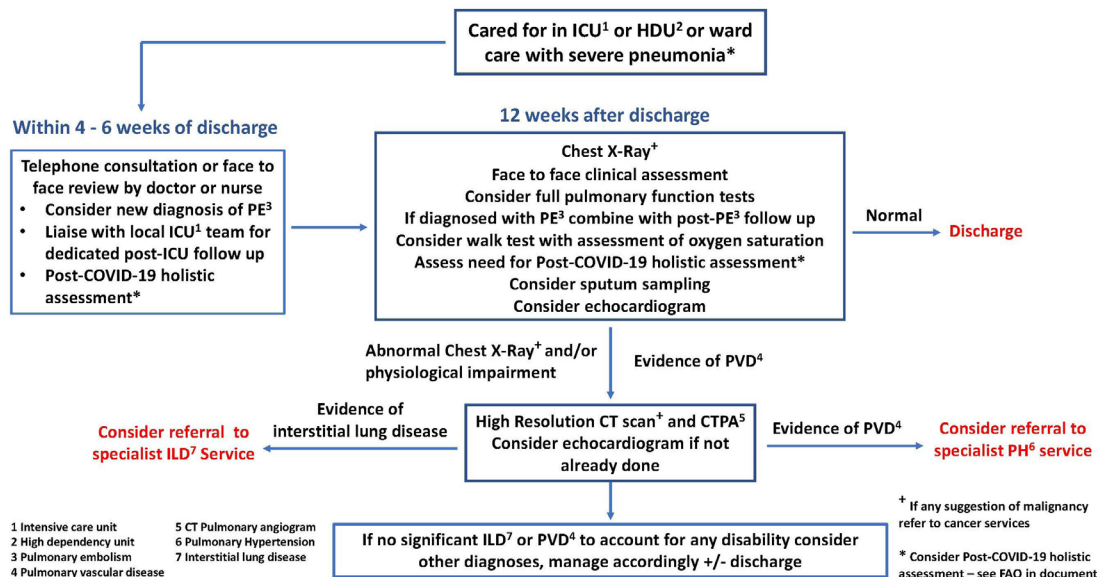 Cared for in ICU¹ or HDU² or ward
care with severe pneumonia*
Within 4 - 6 weeks of discharge
Telephone consultation or face to
face review by doctor or nurse
• Consider new diagnosis of PE³
• Liaise with local ICU¹ team for
dedicated post-ICU follow up
• Post-COVID-19 holistic
assessment*
12 weeks after discharge
Chest X-Ray⁺
Face to face clinical assessment
Consider full pulmonary function tests
If diagnosed with PE³ combine with post-PE³ follow up
Consider walk test with assessment of oxygen saturation
Assess need for Post-COVID-19 holistic assessment*
Consider sputum sampling
Consider echocardiogram
Normal
Discharge
Abnormal Chest X-Ray⁺ and/or
physiological impairment
Evidence of PVD⁴
High Resolution CT scan⁺ and CTPA⁵
Consider echocardiogram if not
already done
Evidence of
interstitial lung disease
Consider referral to
specialist ILD⁷ Service
Evidence of PVD⁴
Consider referral to
specialist PH⁶ service
If no significant ILD⁷ or PVD⁴ to account for any disability consider
other diagnoses, manage accordingly +/- discharge
1 Intensive care unit
2 High dependency unit
3 Pulmonary embolism
4 Pulmonary vascular disease
5 CT Pulmonary angiogram
6 Pulmonary Hypertension
7 Interstitial lung disease
⁺ If any suggestion of malignancy
refer to cancer services
* Consider Post-COVID-19 holistic
assessment – see FAQ in document